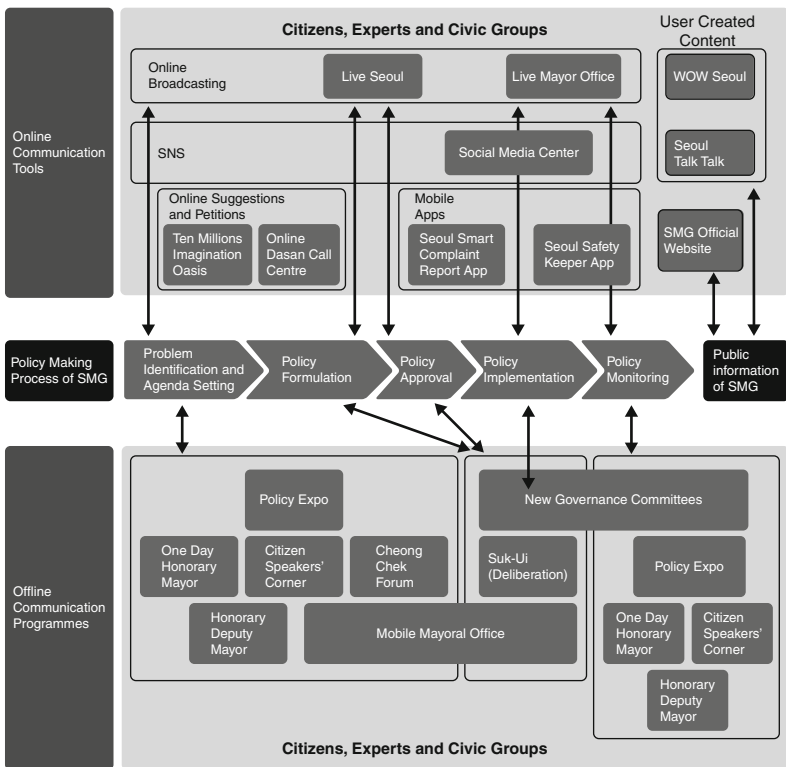 Citizens, Experts and Civic Groups
User Created
Content
Online
Communication
Tools
Online
Broadcasting
Live Seoul
Live Mayor Office
WOW Seoul
SNS
Social Media Center
Seoul
Talk Talk
Online Suggestions
and Petitions
Ten Millions
Imagination
Oasis
Online
Dasan Call
Centre
Mobile
Apps
Seoul Smart
Complaint
Report App
Seoul Safety
Keeper App
SMG Official
Website
Policy Making
Process of SMG
Problem
Identification and
Agenda Setting
Policy
Formulation
Policy
Approval
Policy
Implementation
Policy
Monitoring
Public
information
of SMG
Offline
Communication
Programmes
Policy Expo
One Day
Honorary
Mayor
Citizen
Speakers'
Corner
Cheong
Chek
Forum
Honorary
Deputy
Mayor
Mobile Mayoral Office
New Governance Committees
Suk-Ui
(Deliberation)
Policy Expo
One Day
Honorary
Mayor
Citizen
Speakers'
Corner
Honorary
Deputy
Mayor
Citizens, Experts and Civic Groups